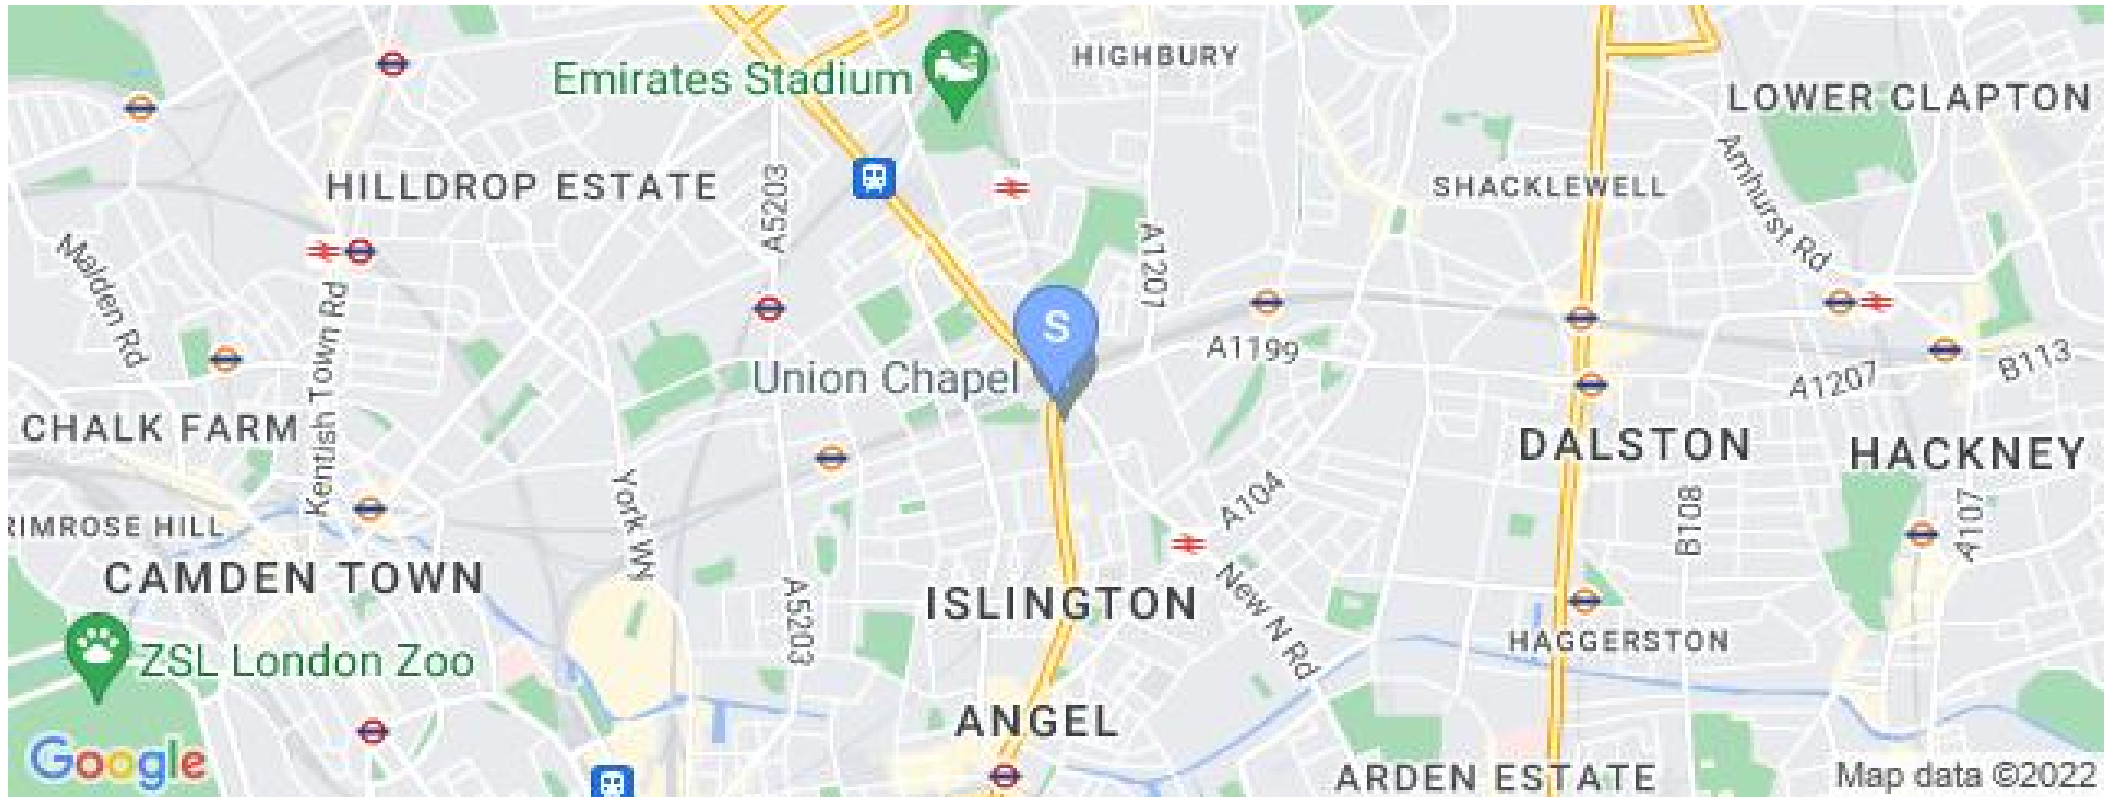 HIGHBURY
Emirates Stadium
LOWER CLAPTON
HILLDROP ESTATE
A5203
SHACKLEWELL
Amhurst Rd
Malden Rd
A1207
Kentish Town Rd
S
Union Chapel
A1199
B113
A1207
CHALK FARM
DALSTON
HACKNEY
York Wy
A104
B108
A107
RIMROSE HILL
CAMDEN TOWN
ISLINGTON
A5203
New N Rd
HAGGERSTON
ZSL London Zoo
ANGEL
Google
ARDEN ESTATE
Map data ©2022